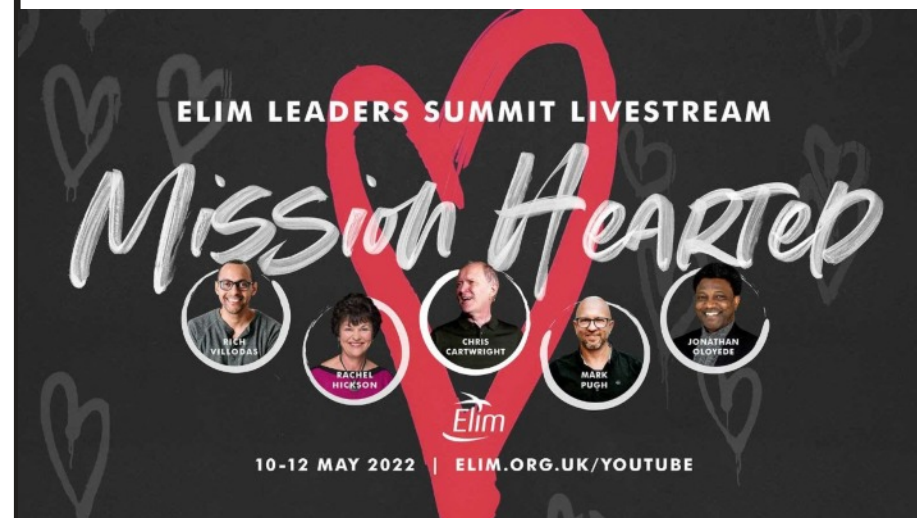 ELIM LEADERS SUMMIT LIVESTREAM
Mission HEARTED
RICH
VILLODAS
RACHEL
HICKSON
CHRIS
CARTWRIGHT
MARK
PUGH
JONATHAN
OLOYEDE
Elim
10-12 MAY 2022 | ELIM.ORG.UK/YOUTUBE